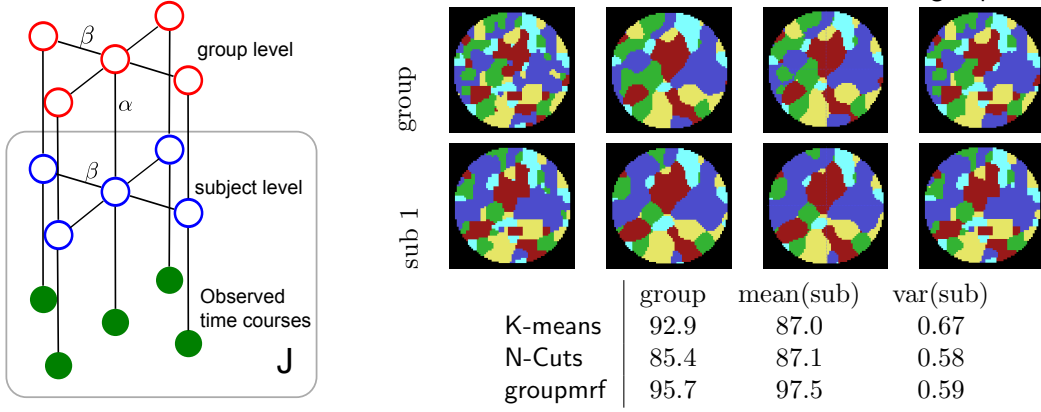 β
group level
α
β
subject level
Observed
time courses
J
group
sub 1
group mean(sub) var(sub)
K-means 92.9 87.0 0.67
N-Cuts 85.4 87.1 0.58
groupmrf 95.7 97.5 0.59